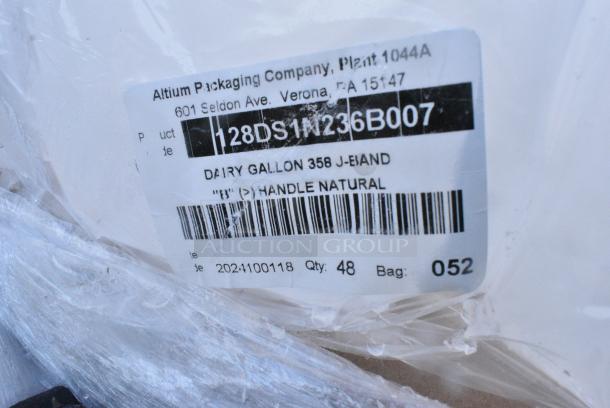 Altium Packaging Company, Plant 1044A
601 Seldon Ave. Verona, PA 15147
P uct 128DS1N236B007
de
DAIRY GALLON 358 J-BAND
"B" (>) HANDLE NATURAL
AUCTION GROUP
de 2024100118 Qty: 48 Bag: 052